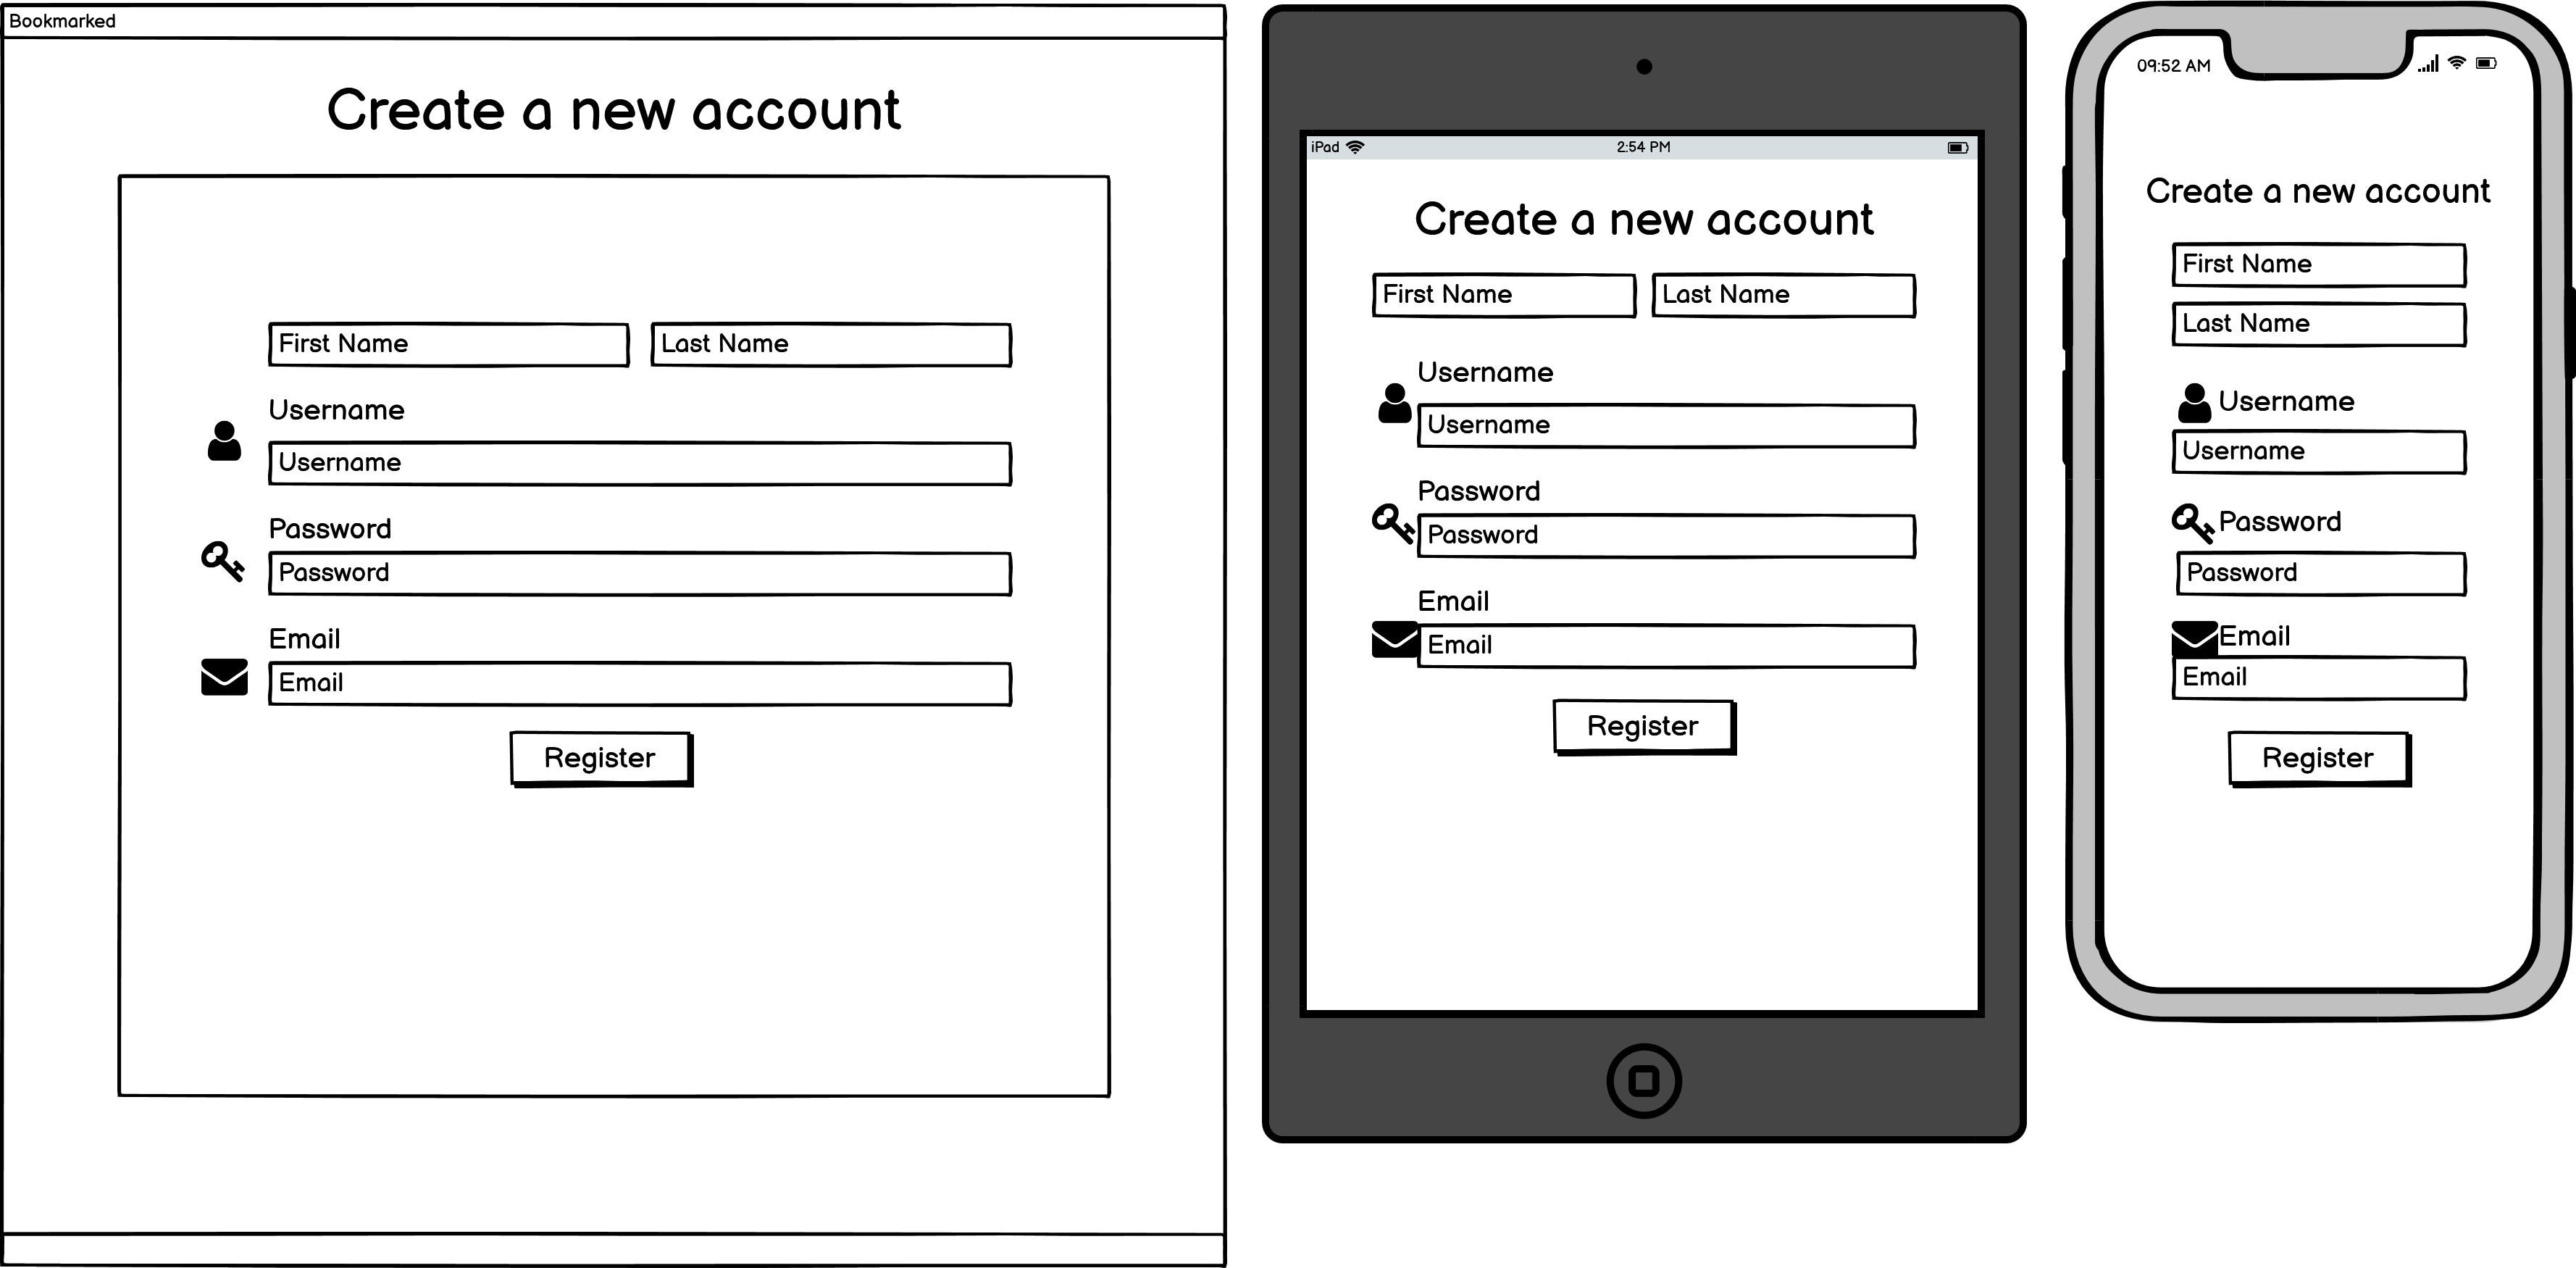 Bookmarked
Create a new account
First Name
Last Name
Username
Username
Password
Password
Email
Email
Register
iPad
2:54 PM
Create a new account
First Name
Last Name
Username
Username
Password
Password
Email
Email
Register
09:52 AM
Create a new account
First Name
Last Name
Username
Username
Password
Password
Email
Email
Register